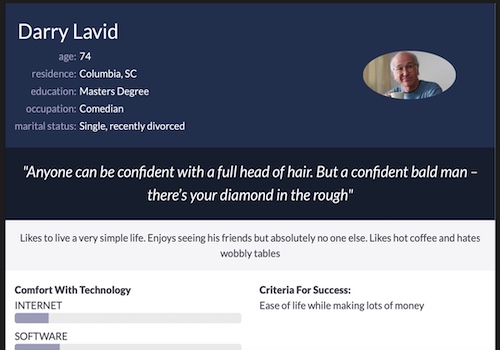 Darry Lavid
age: 74
residence: Columbia, SC
education: Masters Degree
occupation: Comedian
marital status: Single, recently divorced
"Anyone can be confident with a full head of hair. But a confident bald man –
there's your diamond in the rough"
Likes to live a very simple life. Enjoys seeing his friends but absolutely no one else. Likes hot coffee and hates
wobbly tables
Comfort With Technology
INTERNET
SOFTWARE
Criteria For Success:
Ease of life while making lots of money